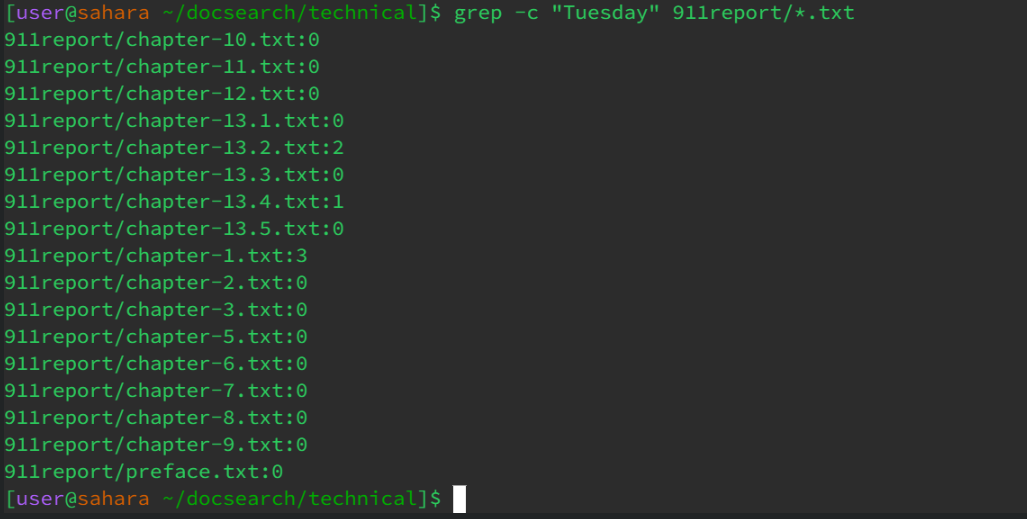 [user@sahara ~/docsearch/technical]$ grep -c "Tuesday" 911report/*.txt
911report/chapter-10.txt:0
911report/chapter-11.txt:0
911report/chapter-12.txt:0
911report/chapter-13.1.txt:0
911report/chapter-13.2.txt:2
911report/chapter-13.3.txt:0
911report/chapter-13.4.txt:1
911report/chapter-13.5.txt:0
911report/chapter-1.txt:3
911report/chapter-2.txt:0
911report/chapter-3.txt:0
911report/chapter-5.txt:0
911report/chapter-6.txt:0
911report/chapter-7.txt:0
911report/chapter-8.txt:0
911report/chapter-9.txt:0
911report/preface.txt:0
[user@sahara ~/docsearch/technical]$